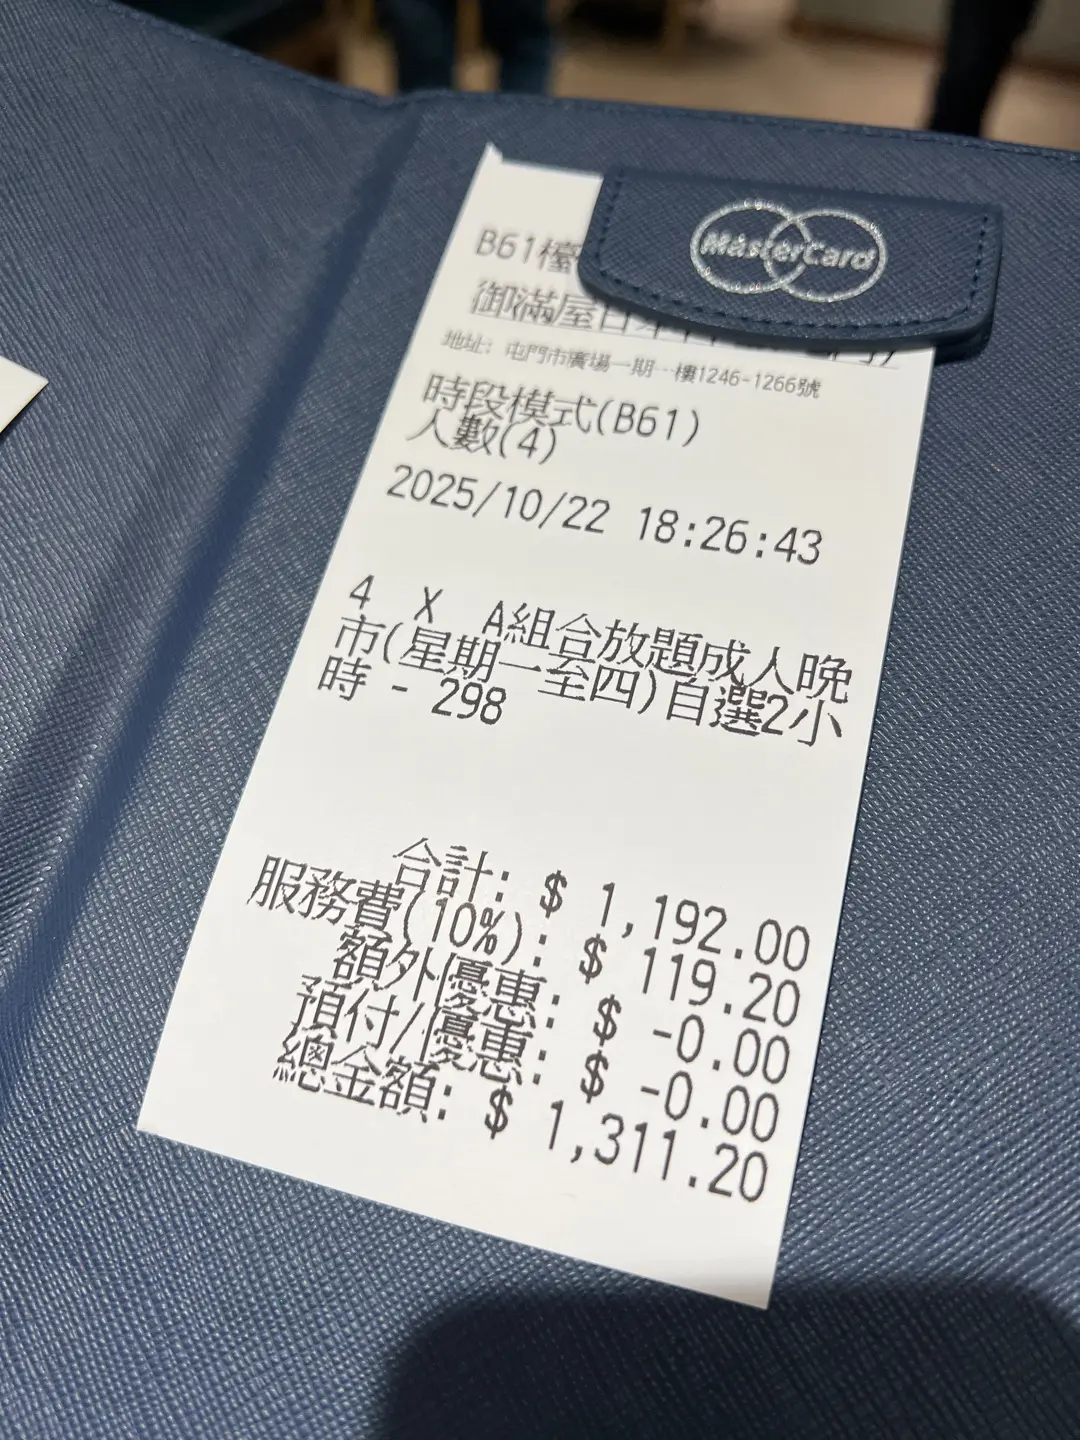 B61檯
MasterCard
御滿屋日本
地址: 屯門市廣場一期一樓1246-1266號
時段模式(B61)
人數(4)
2025/10/22 18:26:43
4 X A組合放題成人晚
市(星期一至四)自選2小
時 - 298
合計: $ 1,192.00
服務費(10%): $ 119.20
額外優惠: $ -0.00
預付/優惠: $ -0.00
總金額: $ 1,311.20